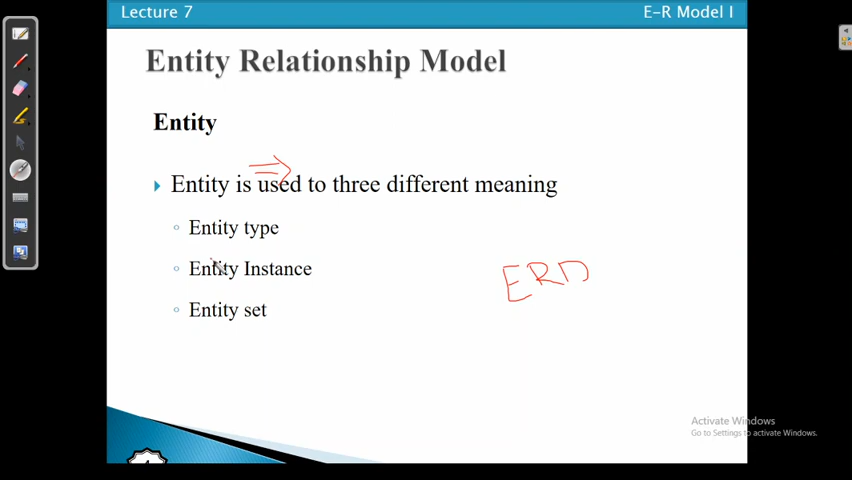 Lecture 7
E-R Model I
Entity Relationship Model
Entity
Entity is used to three different meaning
Entity type
Entity Instance
Entity set
ERD
Activate Windows
Go to Settings to activate Windows.